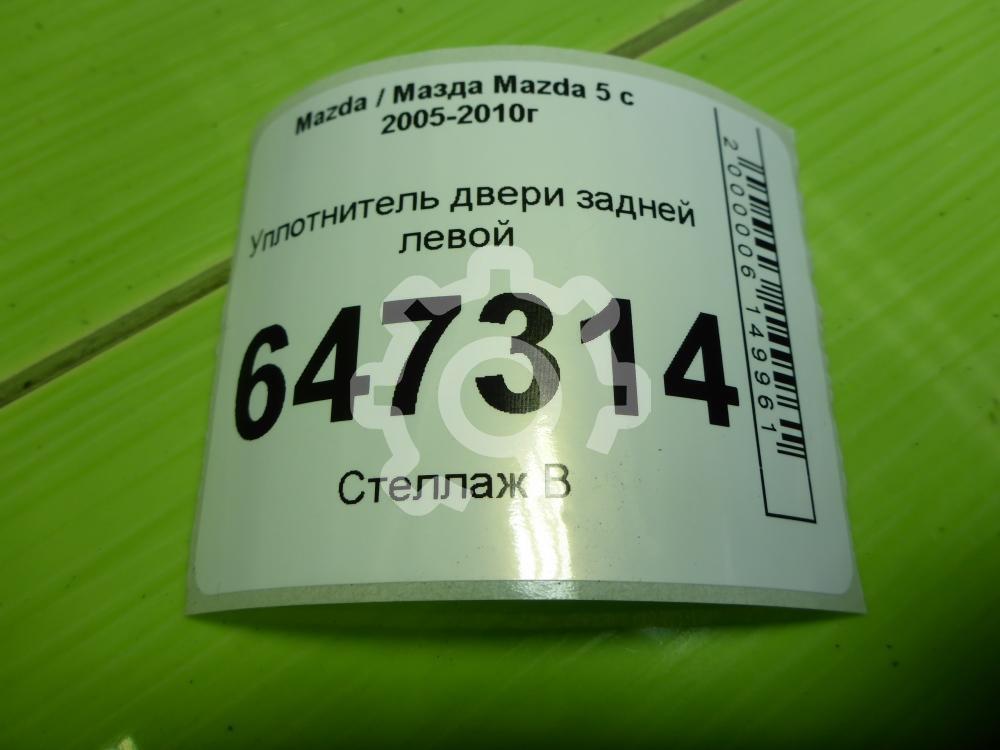 Mazda / Мазда Mazda 5 с
2005-2010г
Уплотнитель двери задней
левой
647314
Стеллаж В
2000006149961